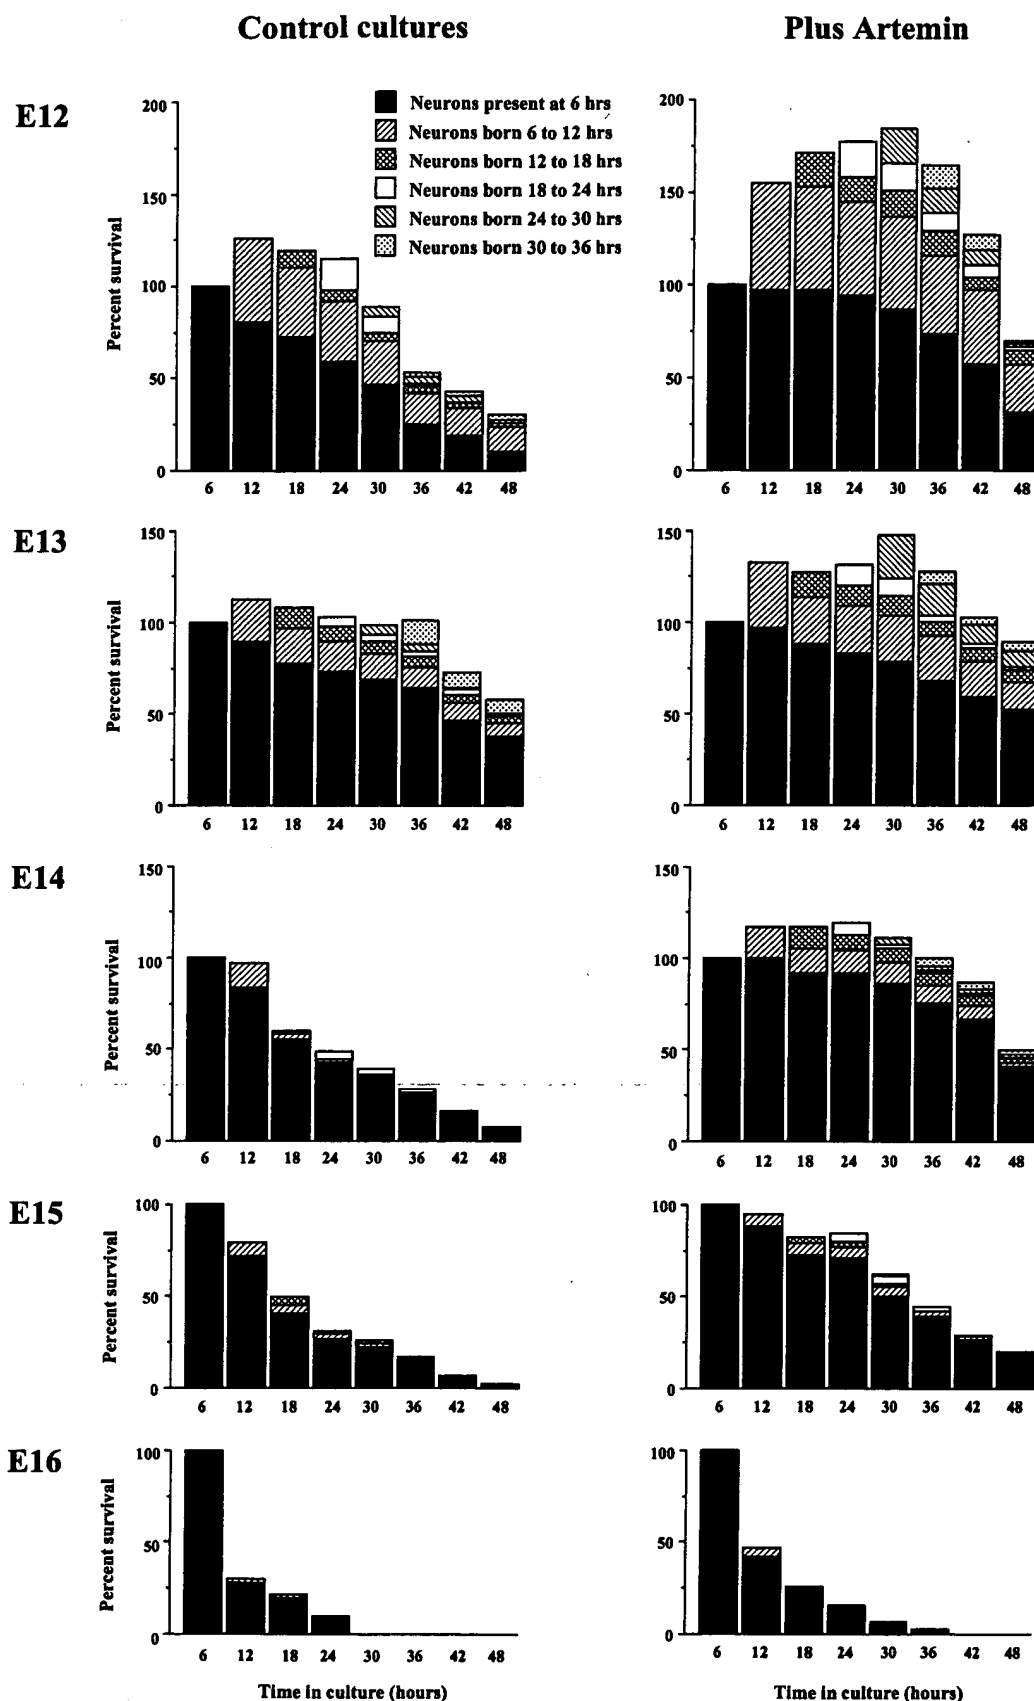 Control cultures
Plus Artemin
E12
200
150
100
50
0
Percent survival
6 12 18 24 30 36 42 48
Neurons present at 6 hrs
Neurons born 6 to 12 hrs
Neurons born 12 to 18 hrs
Neurons born 18 to 24 hrs
Neurons born 24 to 30 hrs
Neurons born 30 to 36 hrs
200
150
100
50
0
6 12 18 24 30 36 42 48
E13
150
100
50
0
Percent survival
6 12 18 24 30 36 42 48
150
100
50
0
6 12 18 24 30 36 42 48
E14
150
100
50
0
Percent survival
6 12 18 24 30 36 42 48
150
100
50
0
6 12 18 24 30 36 42 48
E15
100
50
0
Percent survival
6 12 18 24 30 36 42 48
100
50
0
6 12 18 24 30 36 42 48
E16
100
50
0
Percent survival
6 12 18 24 30 36 42 48
Time in culture (hours)
100
50
0
6 12 18 24 30 36 42 48
Time in culture (hours)